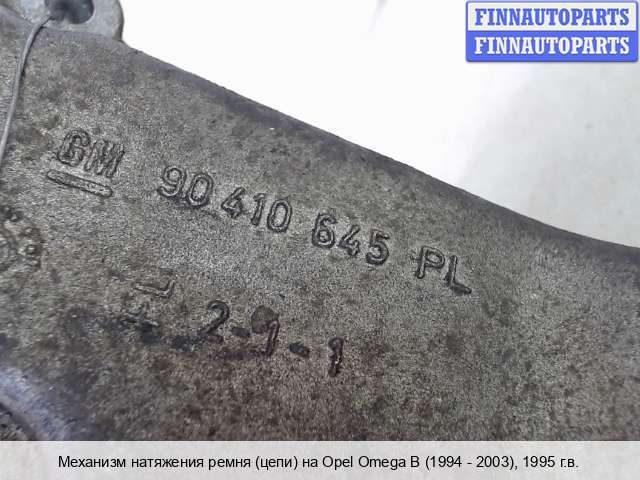 FINNAUTOPARTS
FINNAUTOPARTS
GM 90 410 645 PL
2-1-1
Механизм натяжения ремня (цепи) на Opel Omega B (1994 - 2003), 1995 г.в.